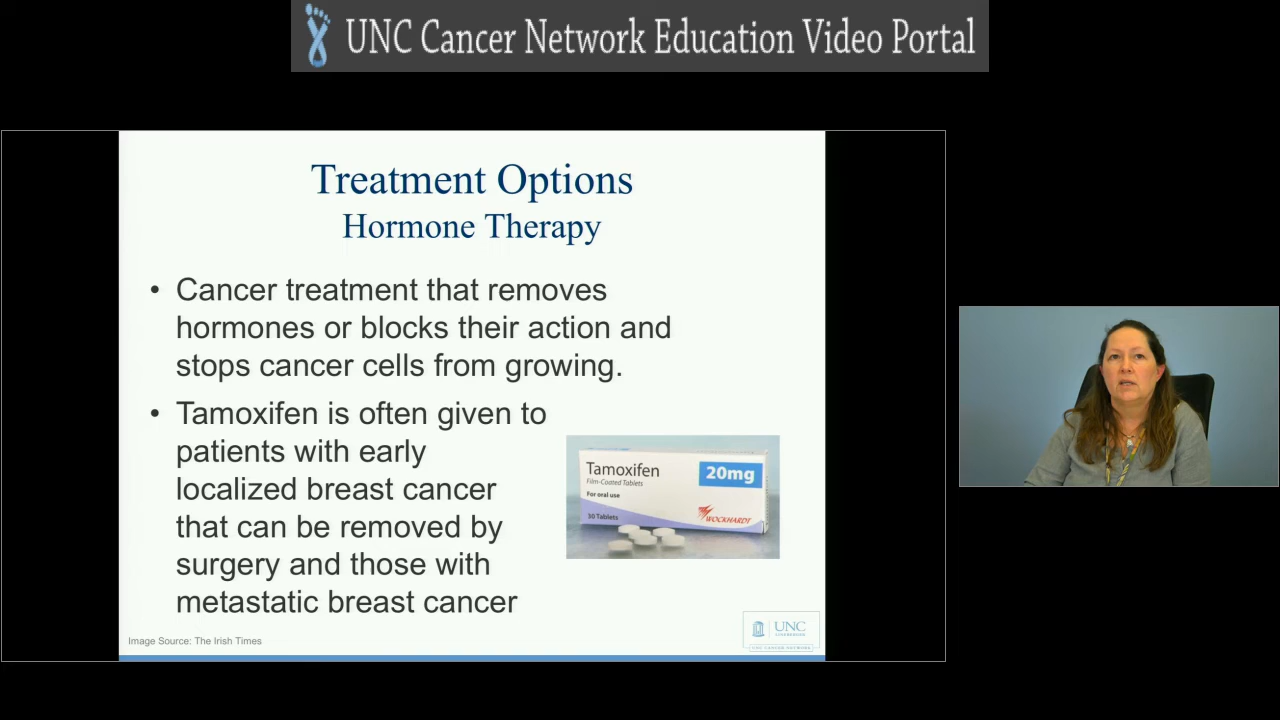 UNC Cancer Network Education Video Portal
Treatment Options
Hormone Therapy
• Cancer treatment that removes
hormones or blocks their action and
stops cancer cells from growing.
• Tamoxifen is often given to
patients with early
localized breast cancer
that can be removed by
surgery and those with
metastatic breast cancer
Tamoxifen
20mg
Film-Coated Tablets
For oral use
30 Tablets
WOCKHARDT
Image Source: The Irish Times
UNC
UNC CANCER NETWORK